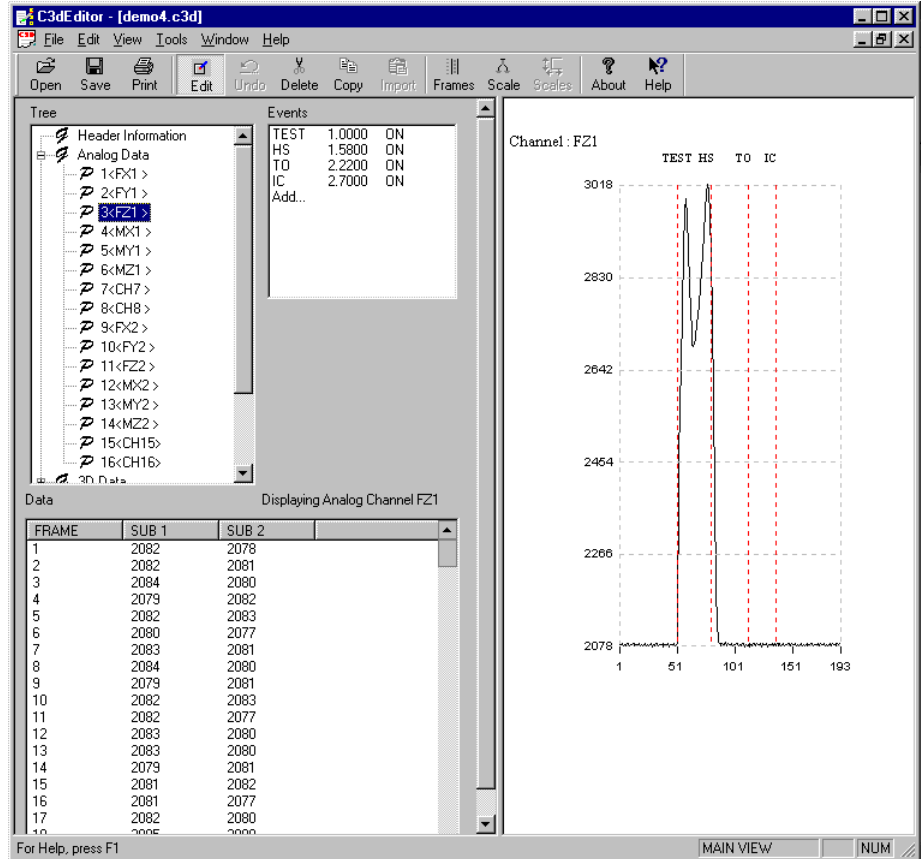 C3dEditor - [demo4.c3d]
File Edit View Tools Window Help
Open Save Print Edit Undo Delete Copy Import Frames Scale Scales About Help
Tree
Header Information
Analog Data
1<FX1 >
2<FY1 >
3<FZ1 >
4<MX1 >
5<MY1 >
6<MZ1 >
7<CH7 >
8<CH8 >
9<FX2 >
10<FY2 >
11<FZ2 >
12<MX2 >
13<MY2 >
14<MZ2 >
15<CH15>
16<CH16>
3D Data
Events
TEST 1.0000 ON
HS 1.5800 ON
TO 2.2200 ON
IC 2.7000 ON
Add...
Data
Displaying Analog Channel FZ1
FRAME SUB 1 SUB 2
1 2082 2078
2 2082 2081
3 2084 2080
4 2079 2082
5 2082 2083
6 2080 2077
7 2083 2081
8 2084 2080
9 2079 2081
10 2082 2083
11 2082 2077
12 2083 2080
13 2083 2080
14 2079 2081
15 2081 2082
16 2081 2077
17 2082 2080
Channel : FZ1
TEST HS TO IC
3018
2830
2642
2454
2266
2078
1 51 101 151 193
For Help, press F1
MAIN VIEW
NUM